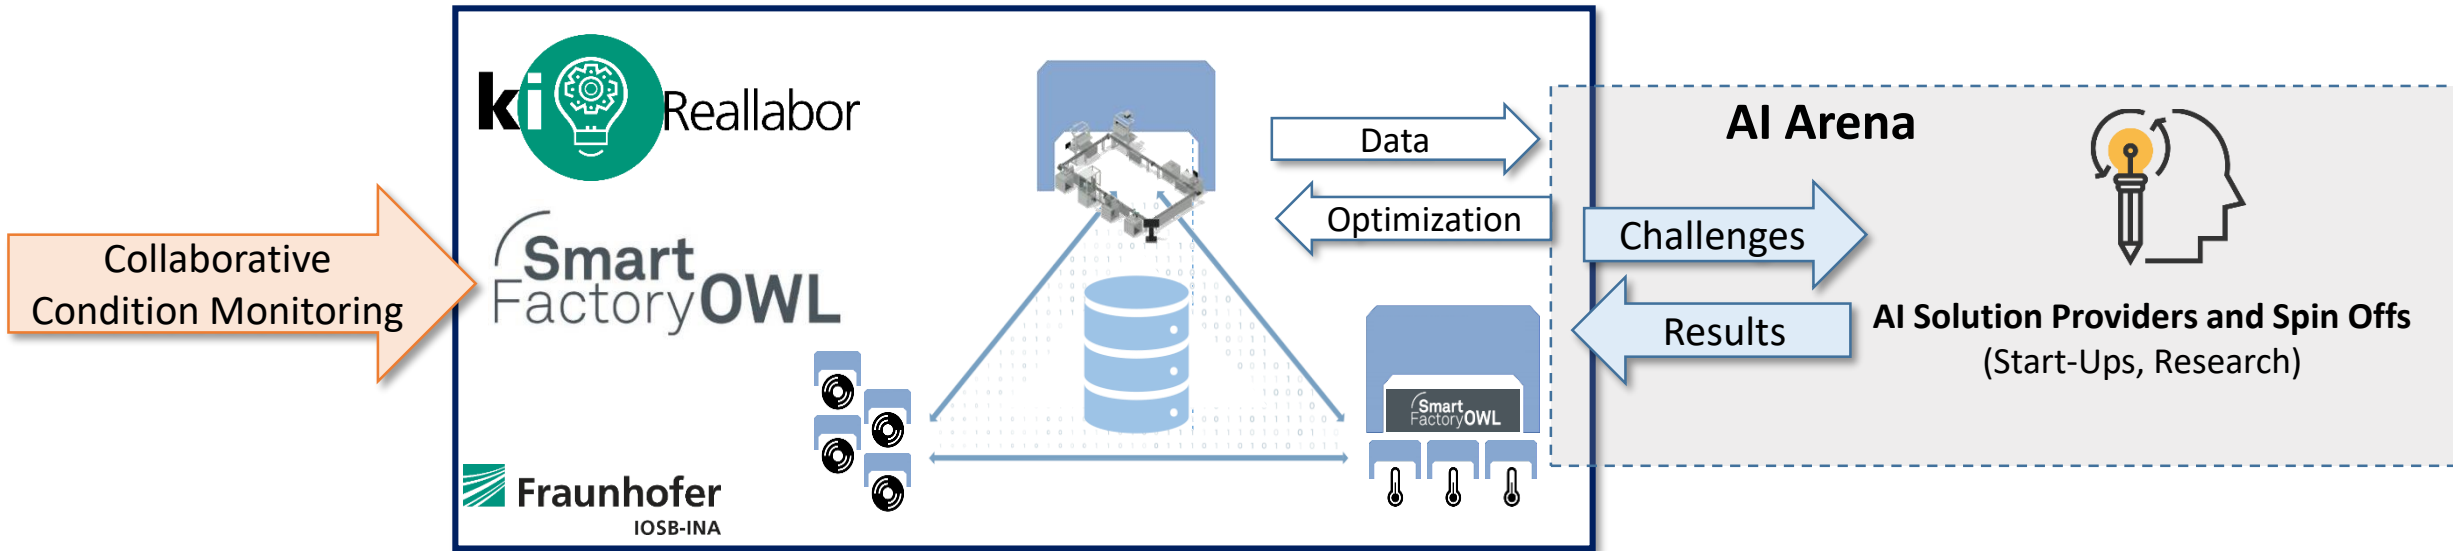 ki Reallabor
Smart
FactoryOWL
Fraunhofer
IOSB-INA
Collaborative
Condition Monitoring
Data
Optimization
Smart
FactoryOWL
AI Arena
Challenges
Results
AI Solution Providers and Spin Offs
(Start-Ups, Research)